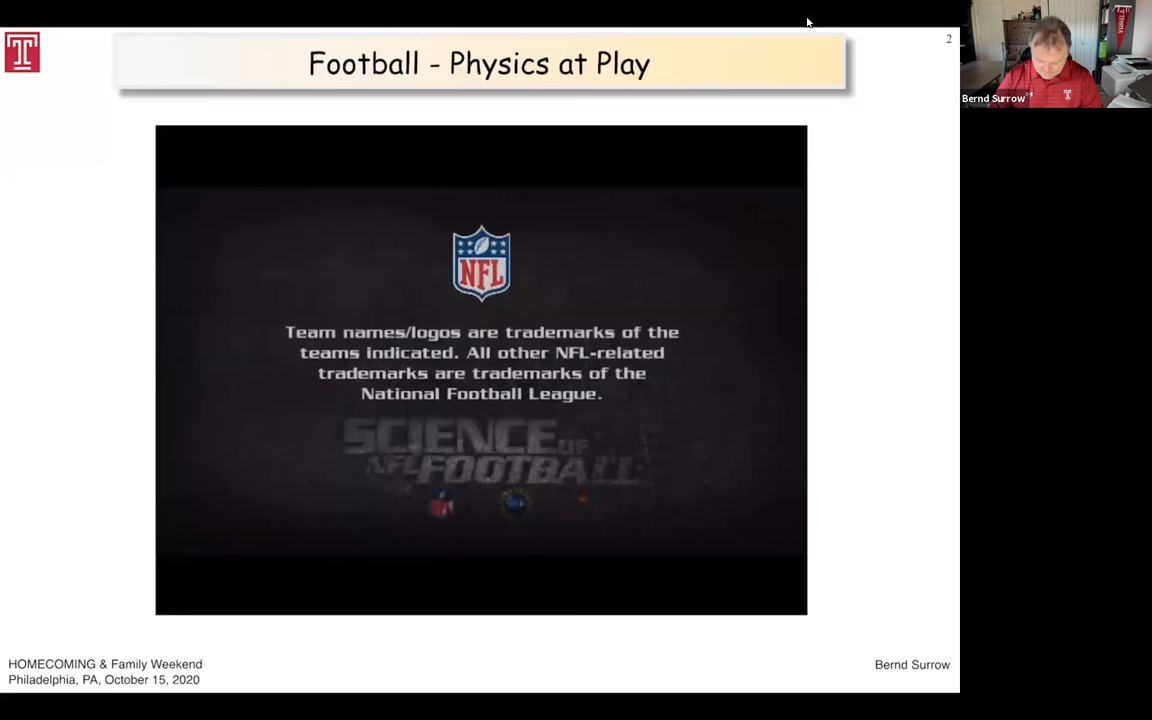 Football - Physics at Play
2
Bernd Surrow
NFL
Team names/logos are trademarks of the
teams indicated. All other NFL-related
trademarks are trademarks of the
National Football League.
SCIENCE OF
NFL FOOTBALL
HOMECOMING & Family Weekend
Philadelphia, PA, October 15, 2020
Bernd Surrow